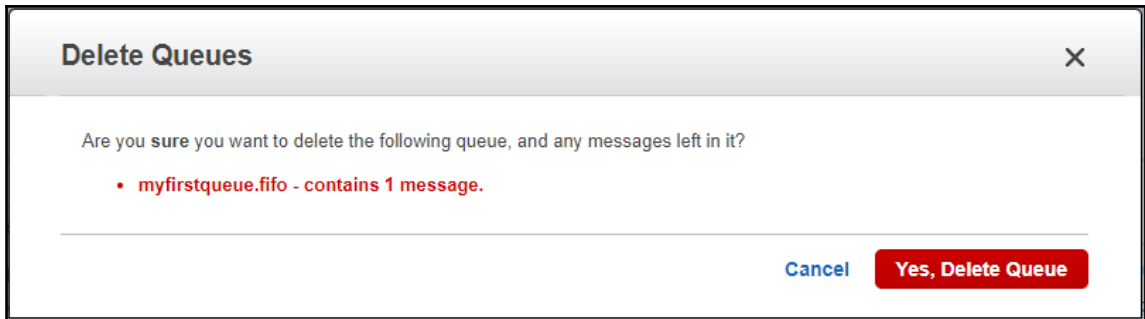 Delete Queues
Are you sure you want to delete the following queue, and any messages left in it?
• myfirstqueue.fifo - contains 1 message.
Cancel Yes, Delete Queue